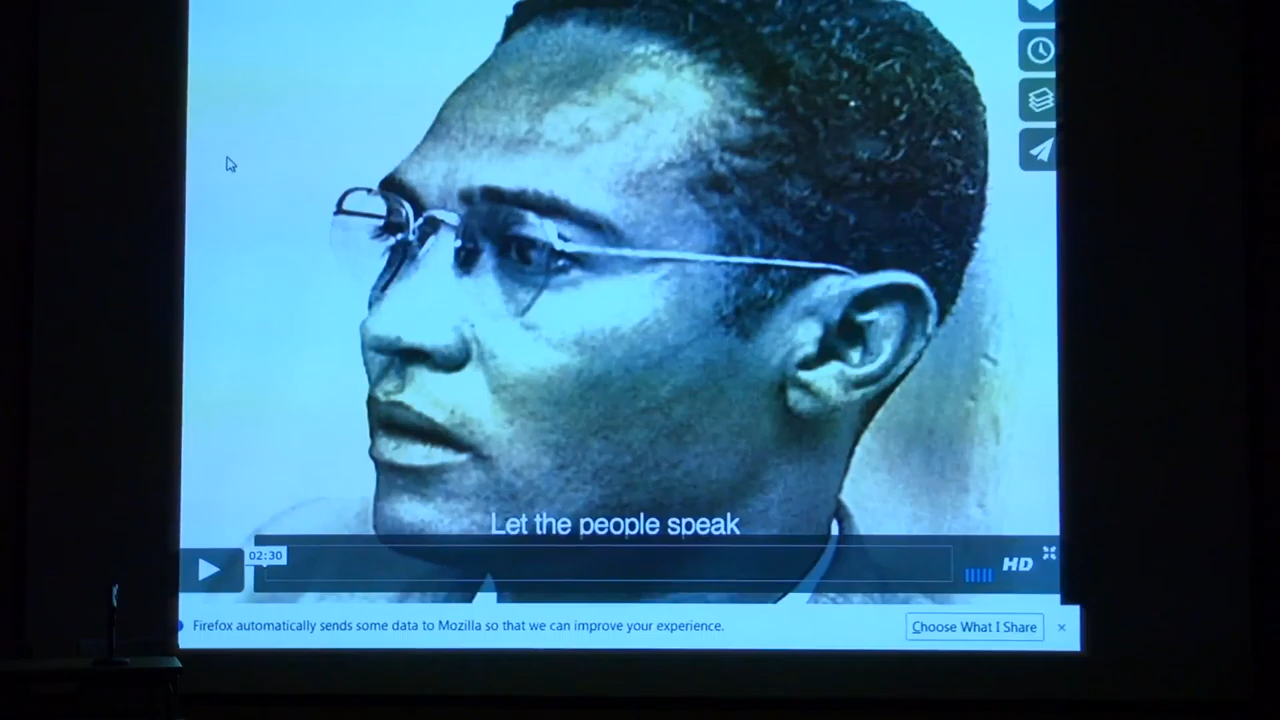 Let the people speak
02:30
HD
Firefox automatically sends some data to Mozilla so that we can improve your experience.
Choose What I Share